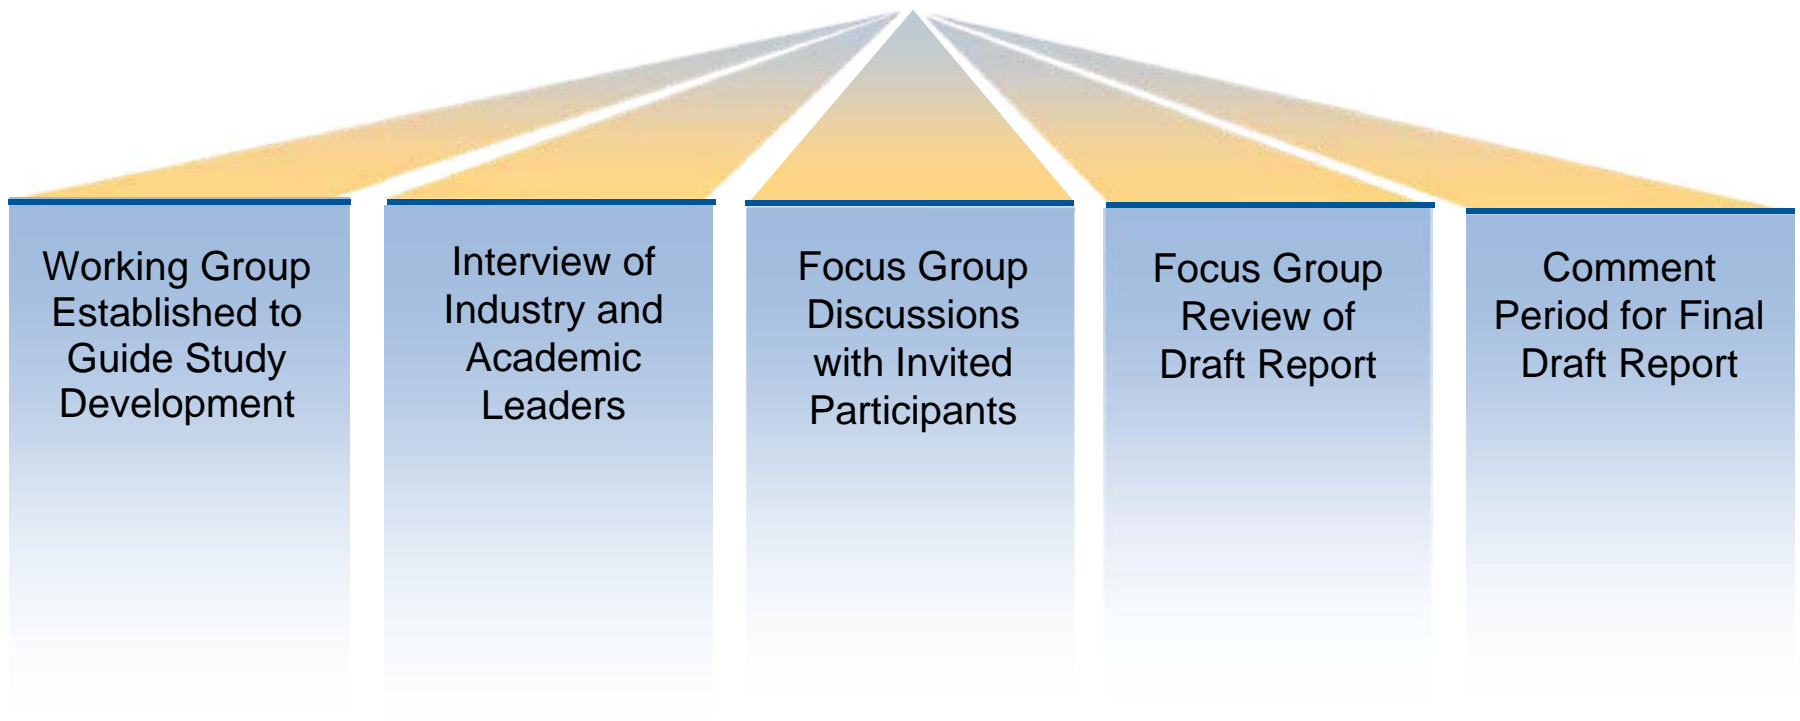 Working Group
Established to
Guide Study
Development
Interview of
Industry and
Academic
Leaders
Focus Group
Discussions
with Invited
Participants
Focus Group
Review of
Draft Report
Comment
Period for Final
Draft Report